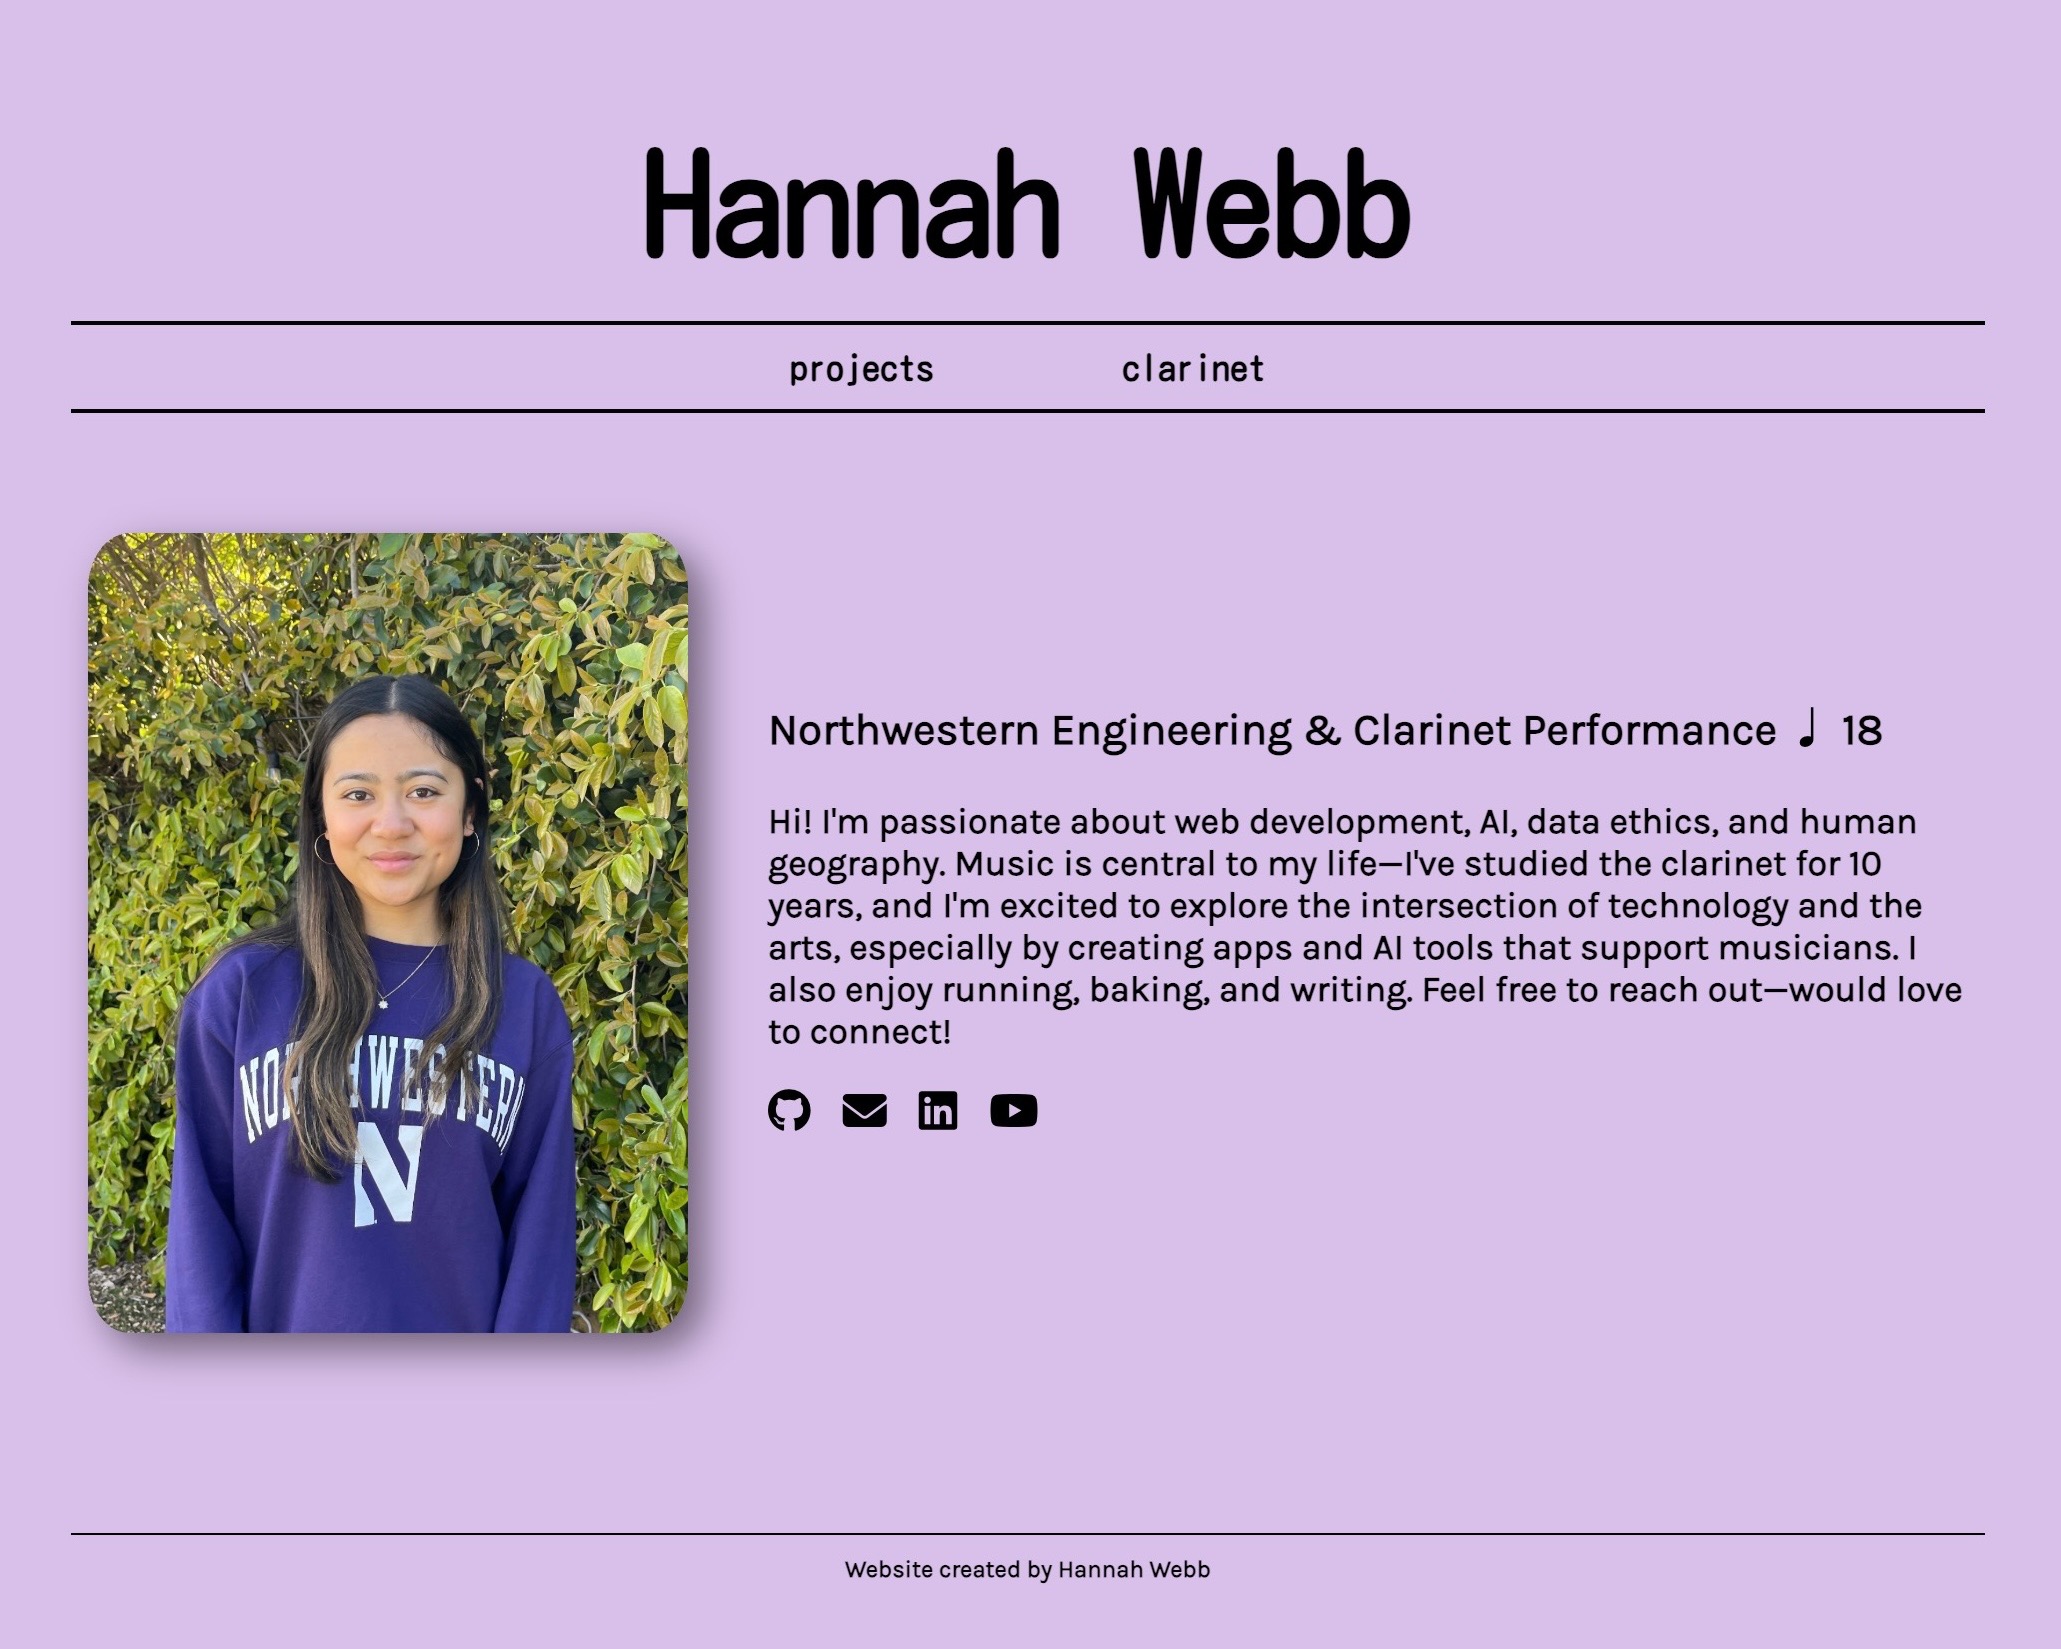 Hannah Webb
projects clarinet
Northwestern Engineering & Clarinet Performance ♩ 18
Hi! I'm passionate about web development, AI, data ethics, and human
geography. Music is central to my life—I've studied the clarinet for 10
years, and I'm excited to explore the intersection of technology and the
arts, especially by creating apps and AI tools that support musicians. I
also enjoy running, baking, and writing. Feel free to reach out—would love
to connect!
in
NORTHWESTERN
N
Website created by Hannah Webb